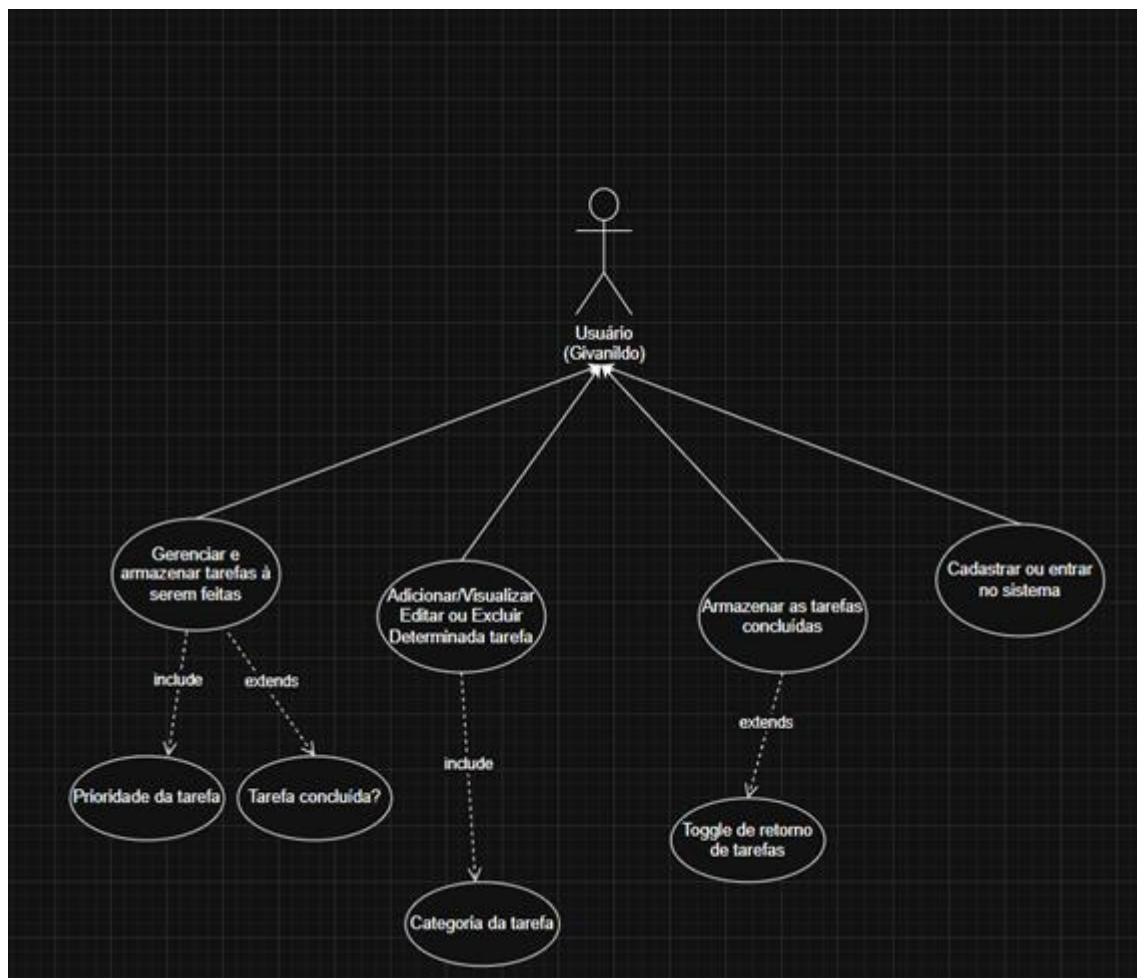 Usuário
(Givanildo)
Gerenciar e
armazenar tarefas à
serem feitas
Adicionar/Visualizar
Editar ou Excluir
Determinada tarefa
Armazenar as tarefas
concluídas
Cadastrar ou entrar
no sistema
include
extends
include
extends
Prioridade da tarefa
Tarefa concluída?
Categoria da tarefa
Toggle de retorno
de tarefas